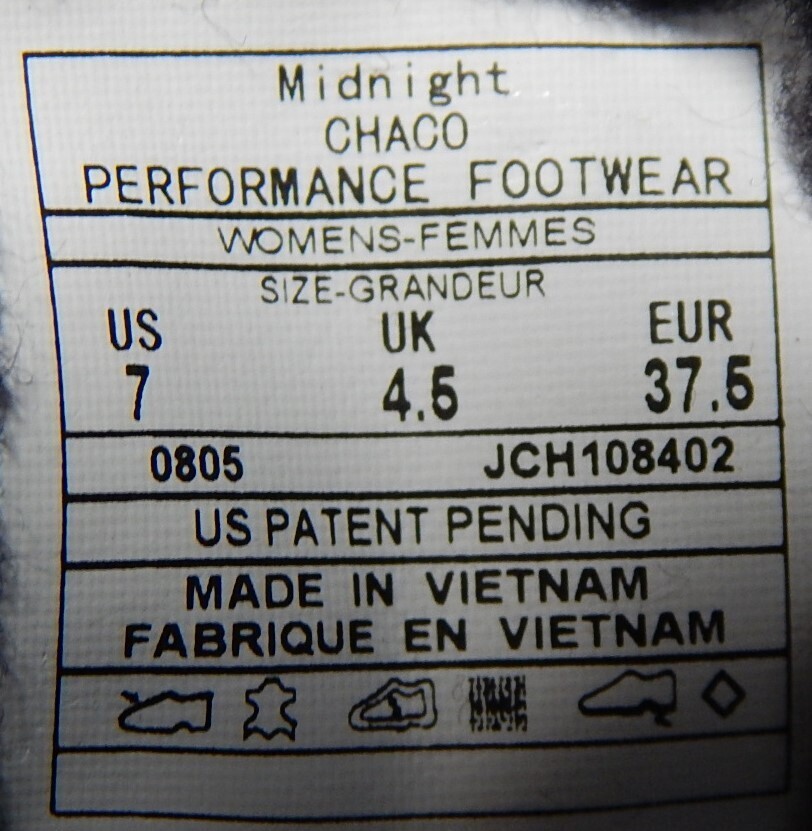 Midnight
CHACO
PERFORMANCE FOOTWEAR
WOMENS-FEMMES
SIZE-GRANDEUR
US UK EUR
7 4.5 37.5
0805 JCH108402
US PATENT PENDING
MADE IN VIETNAM
FABRIQUE EN VIETNAM